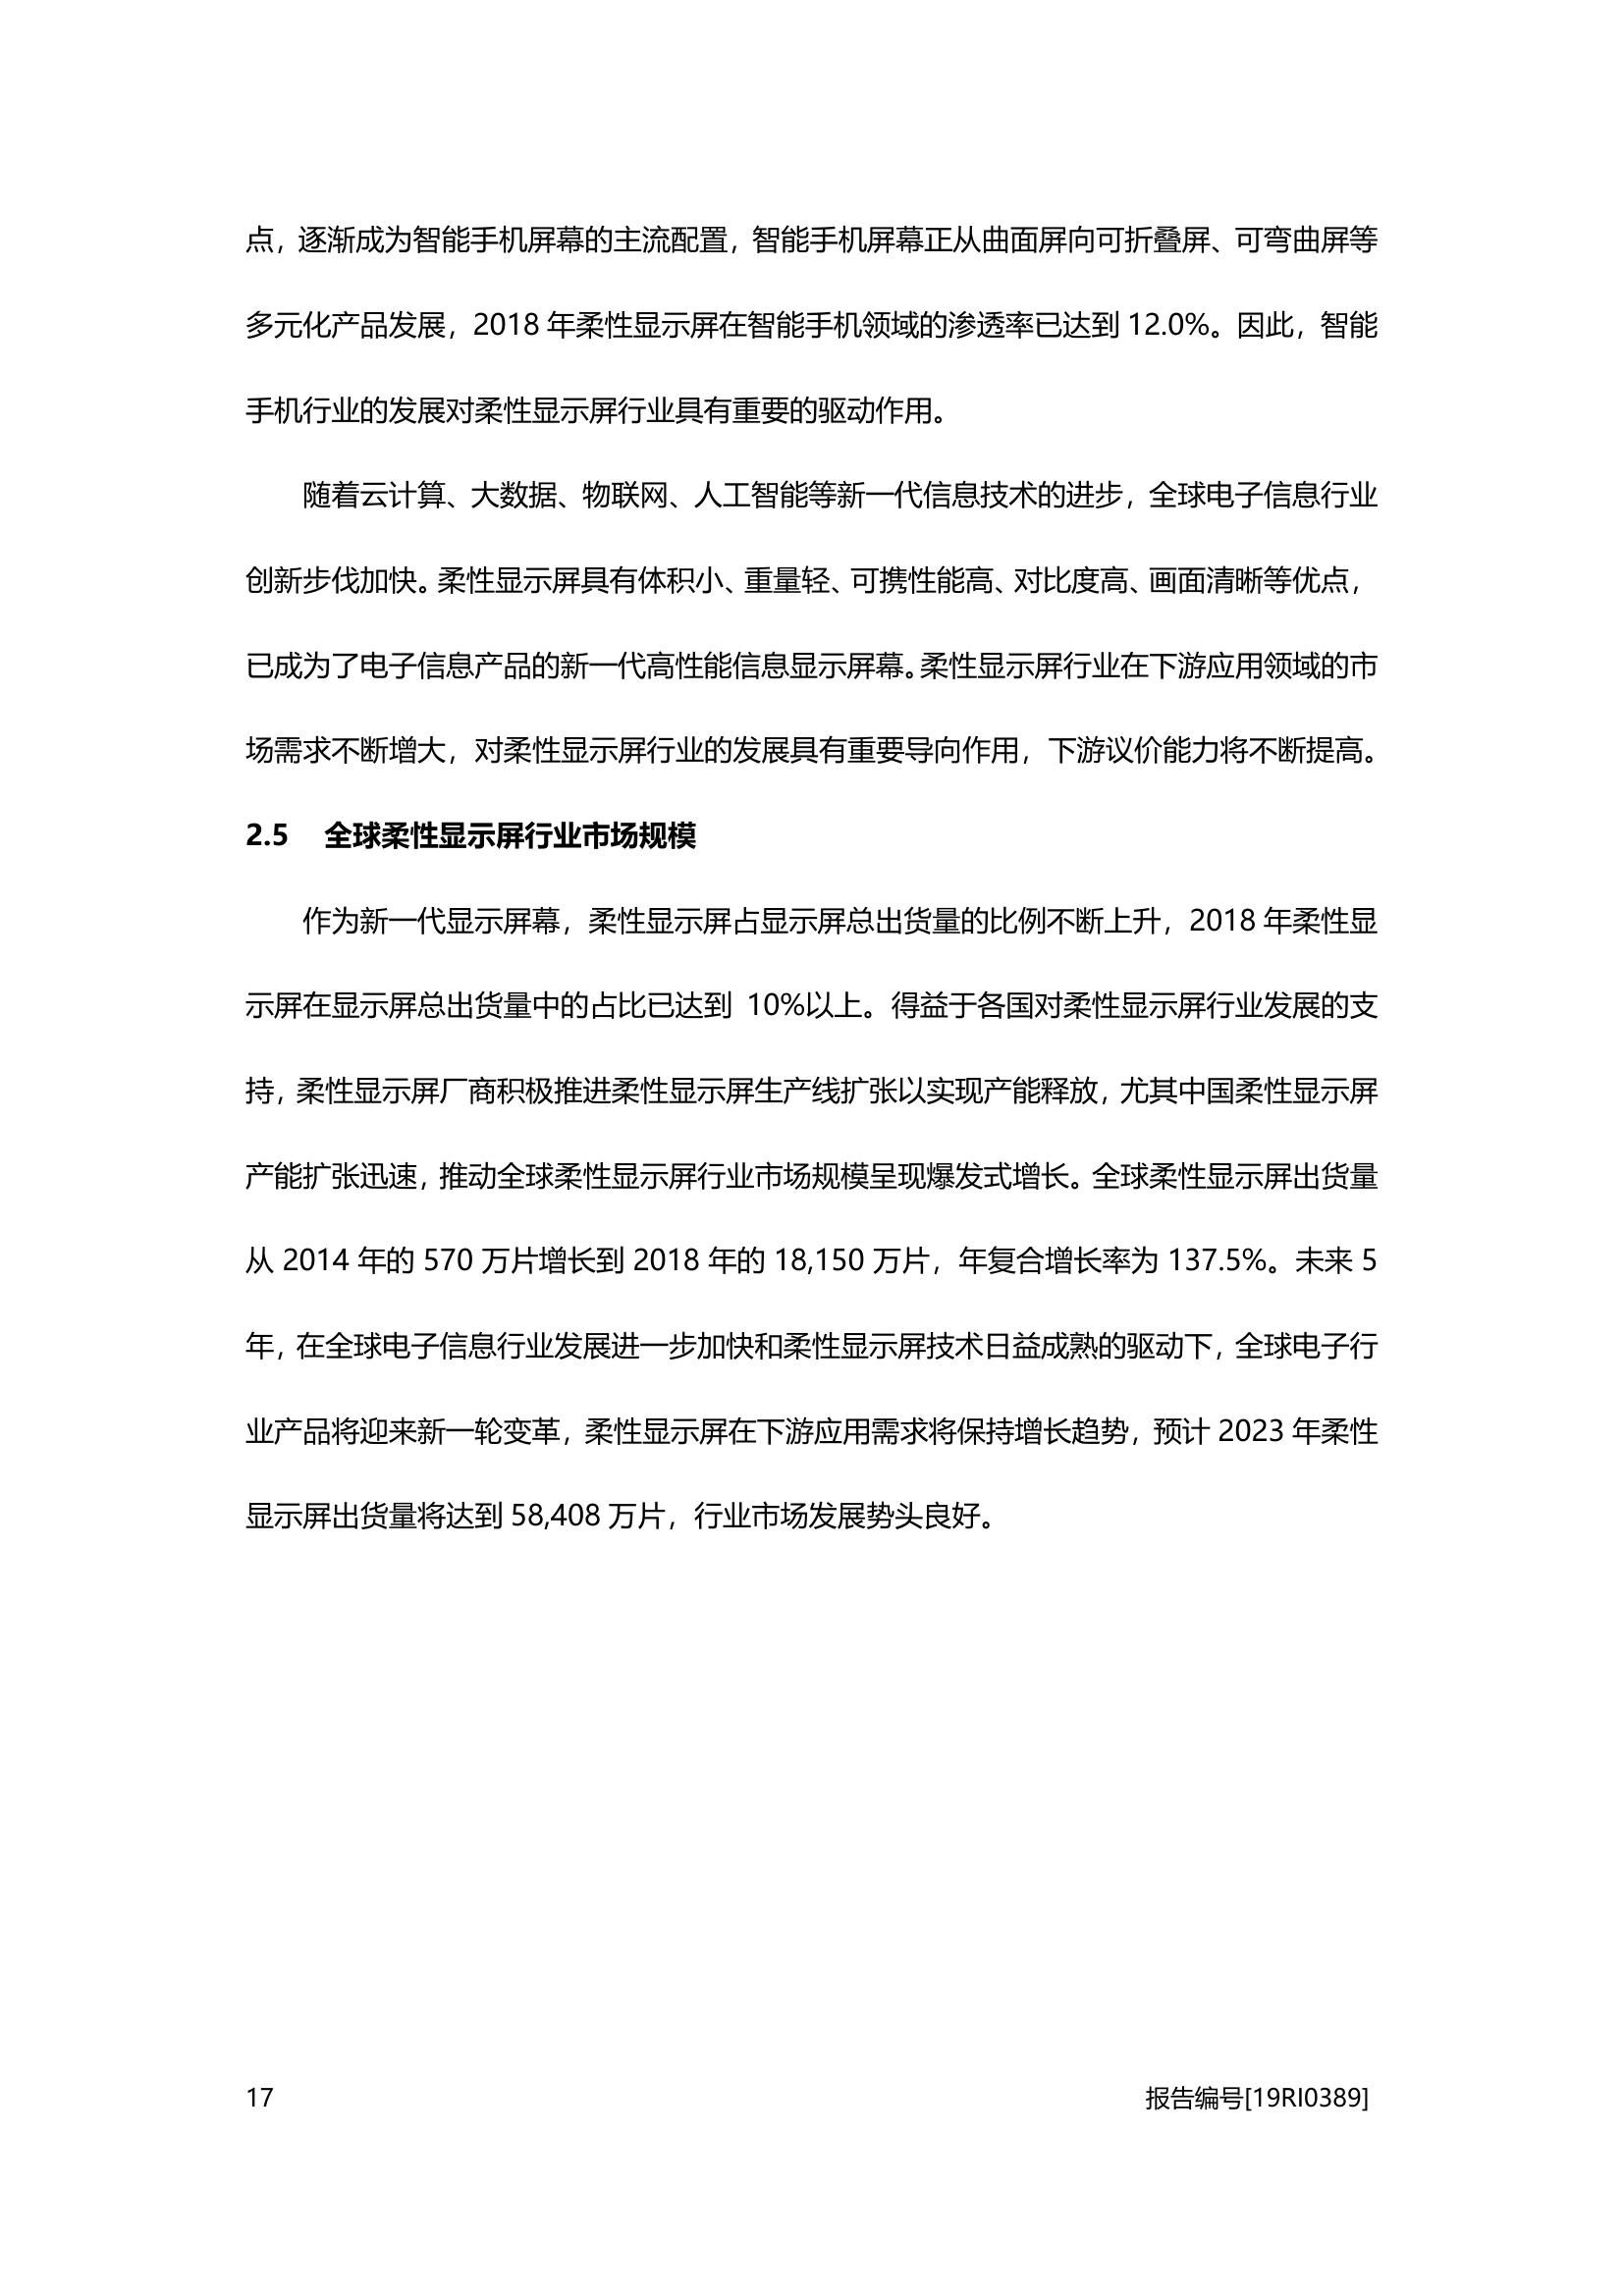 点，逐渐成为智能手机屏幕的主流配置，智能手机屏幕正从曲面屏向可折叠屏、可弯曲屏等
多元化产品发展，2018 年柔性显示屏在智能手机领域的渗透率已达到 12.0%。因此，智能
手机行业的发展对柔性显示屏行业具有重要的驱动作用。
随着云计算、大数据、物联网、人工智能等新一代信息技术的进步，全球电子信息行业
创新步伐加快。柔性显示屏具有体积小、重量轻、可携性能高、对比度高、画面清晰等优点，
已成为了电子信息产品的新一代高性能信息显示屏幕。柔性显示屏行业在下游应用领域的市
场需求不断增大，对柔性显示屏行业的发展具有重要导向作用，下游议价能力将不断提高。
2.5 全球柔性显示屏行业市场规模
作为新一代显示屏幕，柔性显示屏占显示屏总出货量的比例不断上升，2018 年柔性显
示屏在显示屏总出货量中的占比已达到 10%以上。得益于各国对柔性显示屏行业发展的支
持，柔性显示屏厂商积极推进柔性显示屏生产线扩张以实现产能释放，尤其中国柔性显示屏
产能扩张迅速，推动全球柔性显示屏行业市场规模呈现爆发式增长。全球柔性显示屏出货量
从 2014 年的 570 万片增长到 2018 年的 18,150 万片，年复合增长率为 137.5%。未来 5
年，在全球电子信息行业发展进一步加快和柔性显示屏技术日益成熟的驱动下，全球电子行
业产品将迎来新一轮变革，柔性显示屏在下游应用需求将保持增长趋势，预计 2023 年柔性
显示屏出货量将达到 58,408 万片，行业市场发展势头良好。
17 报告编号[19RI0389]